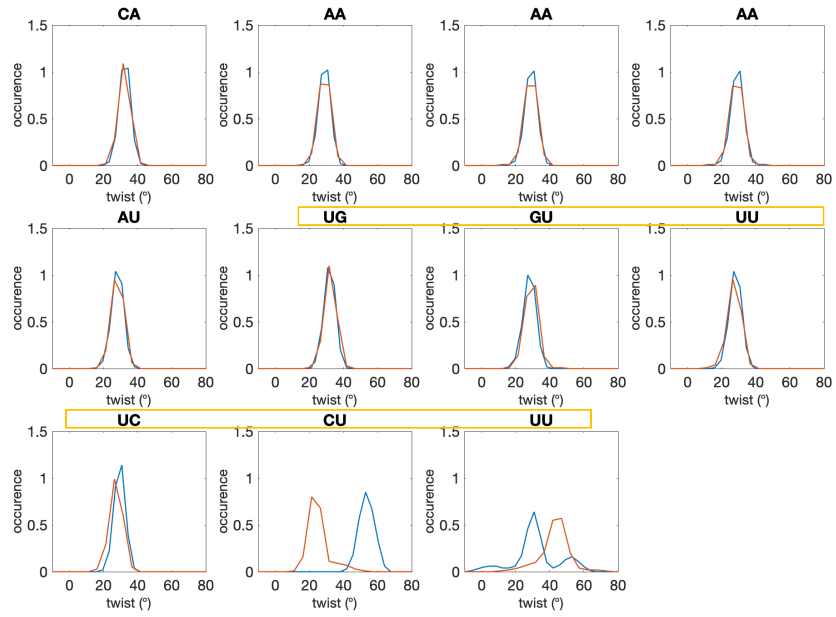 CA AA AA AA
1.5 1.5 1.5 1.5
occurence occurence occurence occurence
1 1 1 1
0.5 0.5 0.5 0.5
0 0 0 0
0 20 40 60 80 0 20 40 60 80 0 20 40 60 80 0 20 40 60 80
twist (°) twist (°) twist (°) twist (°)
AU UG GU UU
1.5 1.5 1.5 1.5
occurence occurence occurence occurence
1 1 1 1
0.5 0.5 0.5 0.5
0 0 0 0
0 20 40 60 80 0 20 40 60 80 0 20 40 60 80 0 20 40 60 80
twist (°) twist (°) twist (°) twist (°)
UC CU UU
1.5 1.5 1.5
occurence occurence occurence
1 1 1
0.5 0.5 0.5
0 0 0
0 20 40 60 80 0 20 40 60 80 0 20 40 60 80
twist (°) twist (°) twist (°)